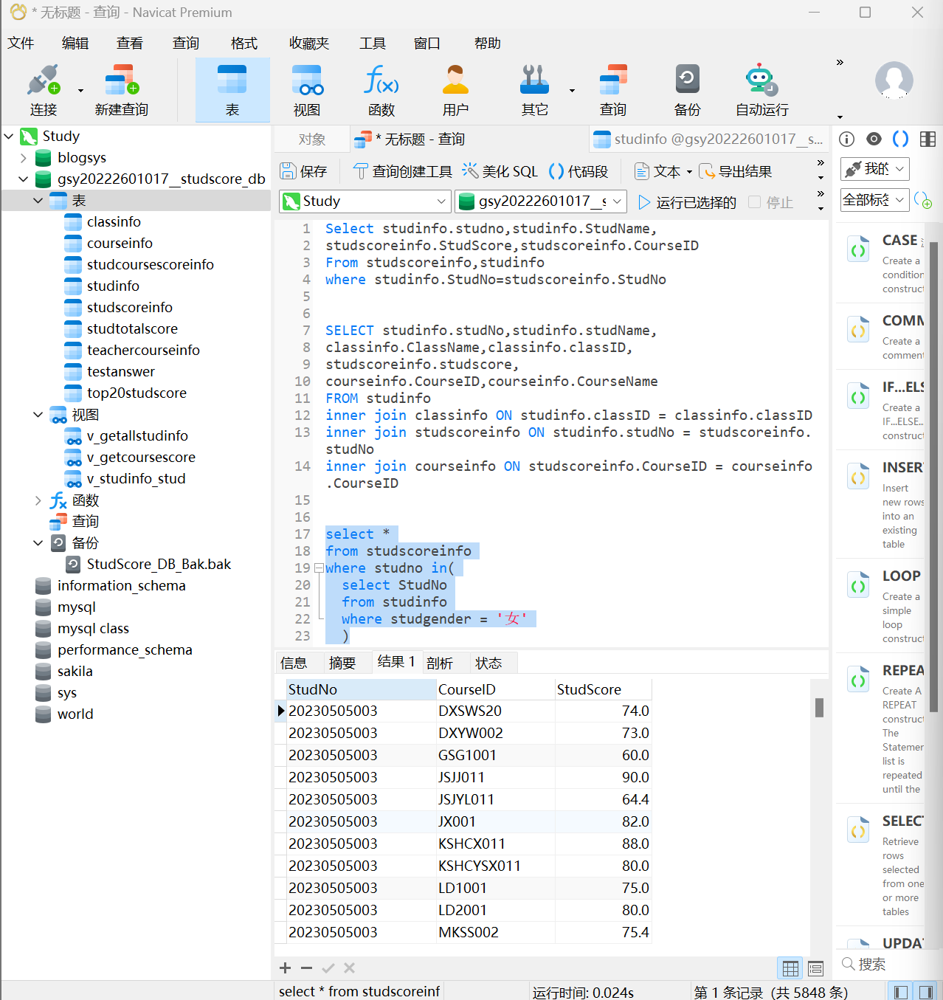 * 无标题 - 查询 - Navicat Premium
文件 编辑 查看 查询 格式 收藏夹 工具 窗口 帮助
连接 新建查询 表 视图 函数 用户 其它 查询 备份 自动运行
Study
blogsys
gsy20222601017__studscore_db
表
classinfo
courseinfo
studcoursescoreinfo
studinfo
studscoreinfo
studtotalscore
teachercourseinfo
testanswer
top20studscore
视图
v_getallstudinfo
v_getcoursescore
v_studinfo_stud
函数
查询
备份
StudScore_DB_Bak.bak
information_schema
mysql
mysql class
performance_schema
sakila
sys
world
对象 * 无标题 - 查询 studinfo @gsy20222601017__s...
保存 查询创建工具 美化 SQL 代码段 文本 导出结果
Study gsy20222601017__s 运行已选择的 停止
1 Select studinfo.studno,studinfo.StudName,
2 studscoreinfo.StudScore,studscoreinfo.CourseID
3 From studscoreinfo,studinfo
4 where studinfo.StudNo=studscoreinfo.StudNo
5
6
7 SELECT studinfo.studNo,studinfo.studName,
8 classinfo.ClassName,classinfo.classID,
9 studscoreinfo.studscore,
10 courseinfo.CourseID,courseinfo.CourseName
11 FROM studinfo
12 inner join classinfo ON studinfo.classID = classinfo.classID
13 inner join studscoreinfo ON studinfo.studNo = studscoreinfo.
studNo
14 inner join courseinfo ON studscoreinfo.CourseID = courseinfo
.CourseID
15
16
17 select *
18 from studscoreinfo
19 where studno in(
20 select StudNo
21 from studinfo
22 where studgender = '女'
23 )
信息 摘要 结果 1 剖析 状态
StudNo CourseID StudScore
20230505003 DXSWS20 74.0
20230505003 DXYW002 73.0
20230505003 GSG1001 60.0
20230505003 JSJJ011 90.0
20230505003 JSJYL011 64.4
20230505003 JX001 82.0
20230505003 KSHCX011 88.0
20230505003 KSHCYSX011 80.0
20230505003 LD1001 75.0
20230505003 LD2001 80.0
20230505003 MKSS002 75.4
select * from studscoreinf 运行时间: 0.024s 第 1 条记录 (共 5848 条)
我的
全部标签
CASE
Create a
condition
construct
COMM
Create a
comment
IF...ELS
Create a
IF...ELSE...
construct
INSERT
Insert
new rows
into an
existing
table
LOOP
Create a
simple
loop
construct
REPEA
Create A
REPEAT
construct.
The
Statement
list is
repeated
until the
SELECT
Retrieve
rows
selected
from one
or more
tables
UPDAT
搜索